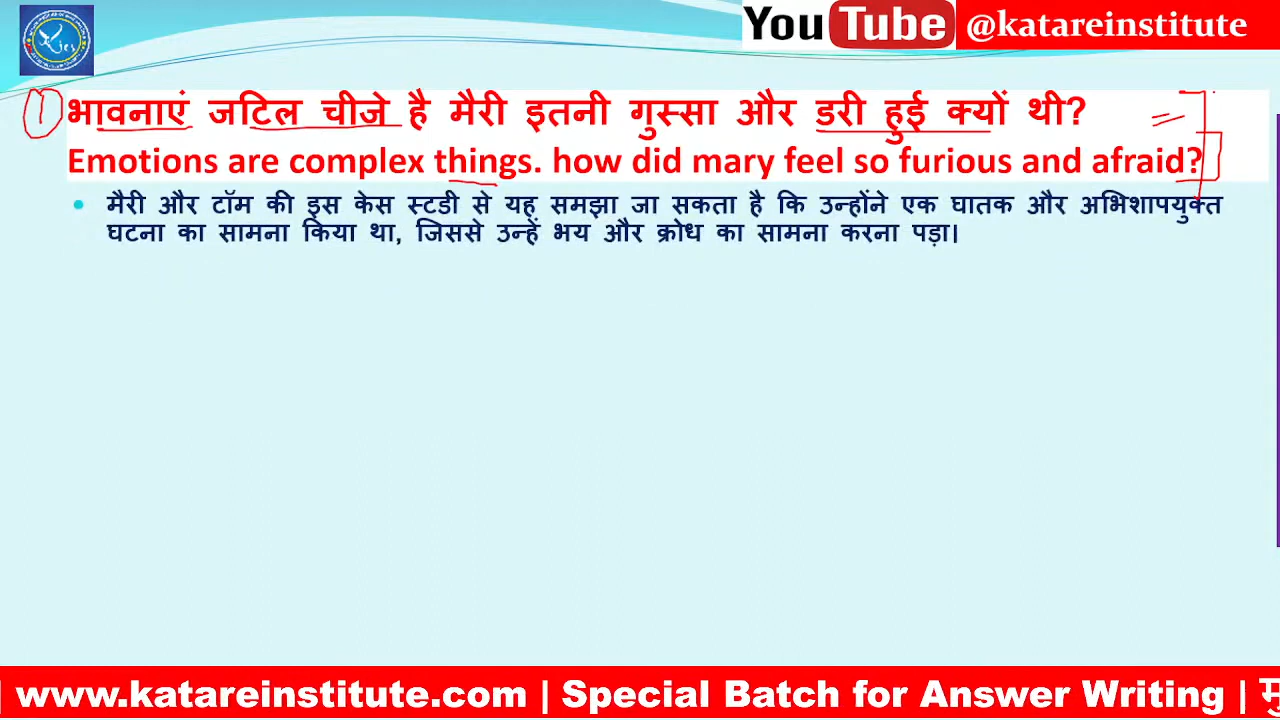 YouTube @katareinstitute
1
भावनाएं जटिल चीजे है मैरी इतनी गुस्सा और डरी हुई क्यों थी?
Emotions are complex things. how did mary feel so furious and afraid?
• मैरी और टॉम की इस केस स्टडी से यह समझा जा सकता है कि उन्होंने एक घातक और अभिशापयुक्त
घटना का सामना किया था, जिससे उन्हें भय और क्रोध का सामना करना पड़ा।
| www.katareinstitute.com | Special Batch for Answer Writing |